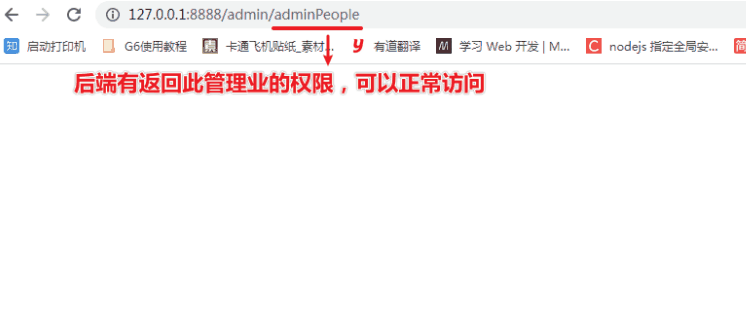 127.0.0.1:8888/admin/adminPeople
知 启动打印机 G6使用教程 素 卡通飞机贴纸_素材... y 有道翻译 M 学习 Web 开发 | M... C nodejs 指定全局安... 简
后端有返回此管理业的权限，可以正常访问